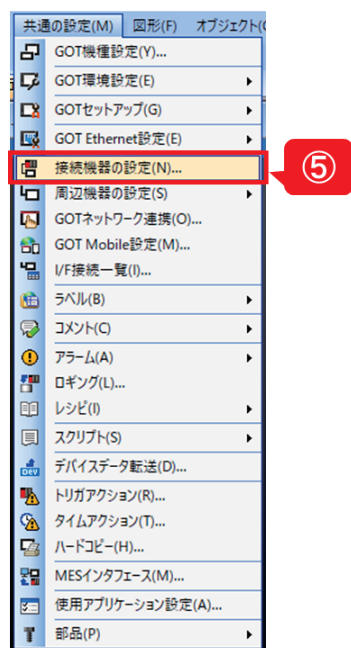 共通の設定(M) 図形(F) オブジェクト(
GOT機種設定(Y)...
GOT環境設定(E)
GOTセットアップ(G)
GOT Ethernet設定(E)
接続機器の設定(N)...
⑤
周辺機器の設定(S)
GOTネットワーク連携(O)...
GOT Mobile設定(M)...
I/F接続一覧(I)...
ラベル(B)
コメント(C)
アラーム(A)
ロギング(L)...
レシピ(I)
スクリプト(S)
デバイスデータ転送(D)...
トリガアクション(R)...
タイムアクション(T)...
ハードコピー(H)...
MESインタフェース(M)...
使用アプリケーション設定(A)...
部品(P)